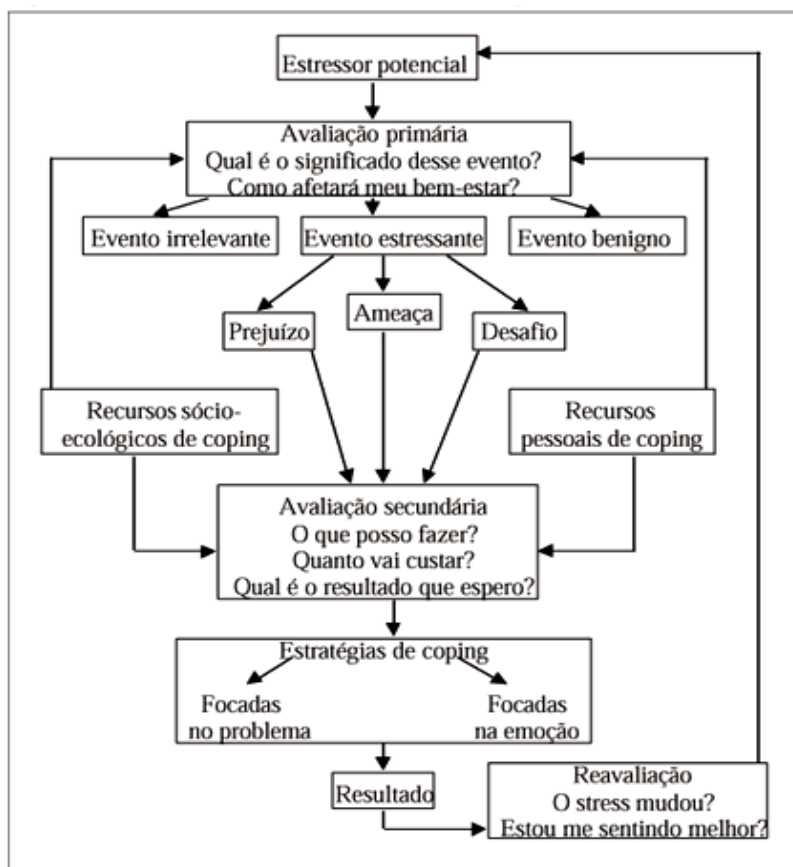 Estressor potencial
Avaliação primária
Qual é o significado desse evento?
Como afetará meu bem-estar?
Evento irrelevante
Evento estressante
Evento benigno
Prejuízo
Ameaça
Desafio
Recursos sócio-
ecológicos de coping
Recursos
pessoais de coping
Avaliação secundária
O que posso fazer?
Quanto vai custar?
Qual é o resultado que espero?
Estratégias de coping
Focadas
no problema
Focadas
na emoção
Resultado
Reavaliação
O stress mudou?
Estou me sentindo melhor?